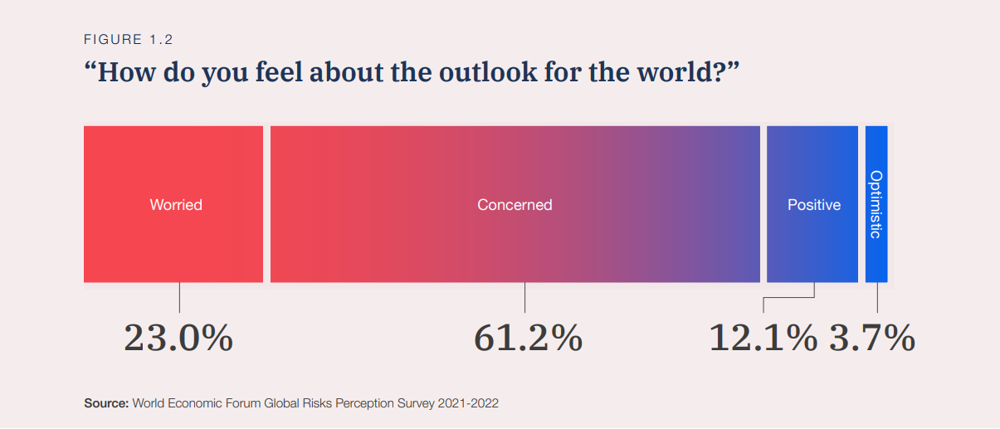 FIGURE 1.2
“How do you feel about the outlook for the world?”
Worried
Concerned
Positive
Optimistic
23.0%
61.2%
12.1%
3.7%
Source: World Economic Forum Global Risks Perception Survey 2021-2022